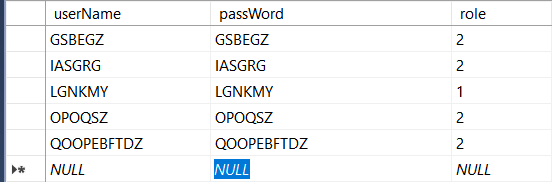 userName passWord role
GSBEGZ GSBEGZ 2
IASGRG IASGRG 2
LGNKMY LGNKMY 1
OPOQSZ OPOQSZ 2
QOOPEBFTDZ QOOPEBFTDZ 2
NULL NULL NULL